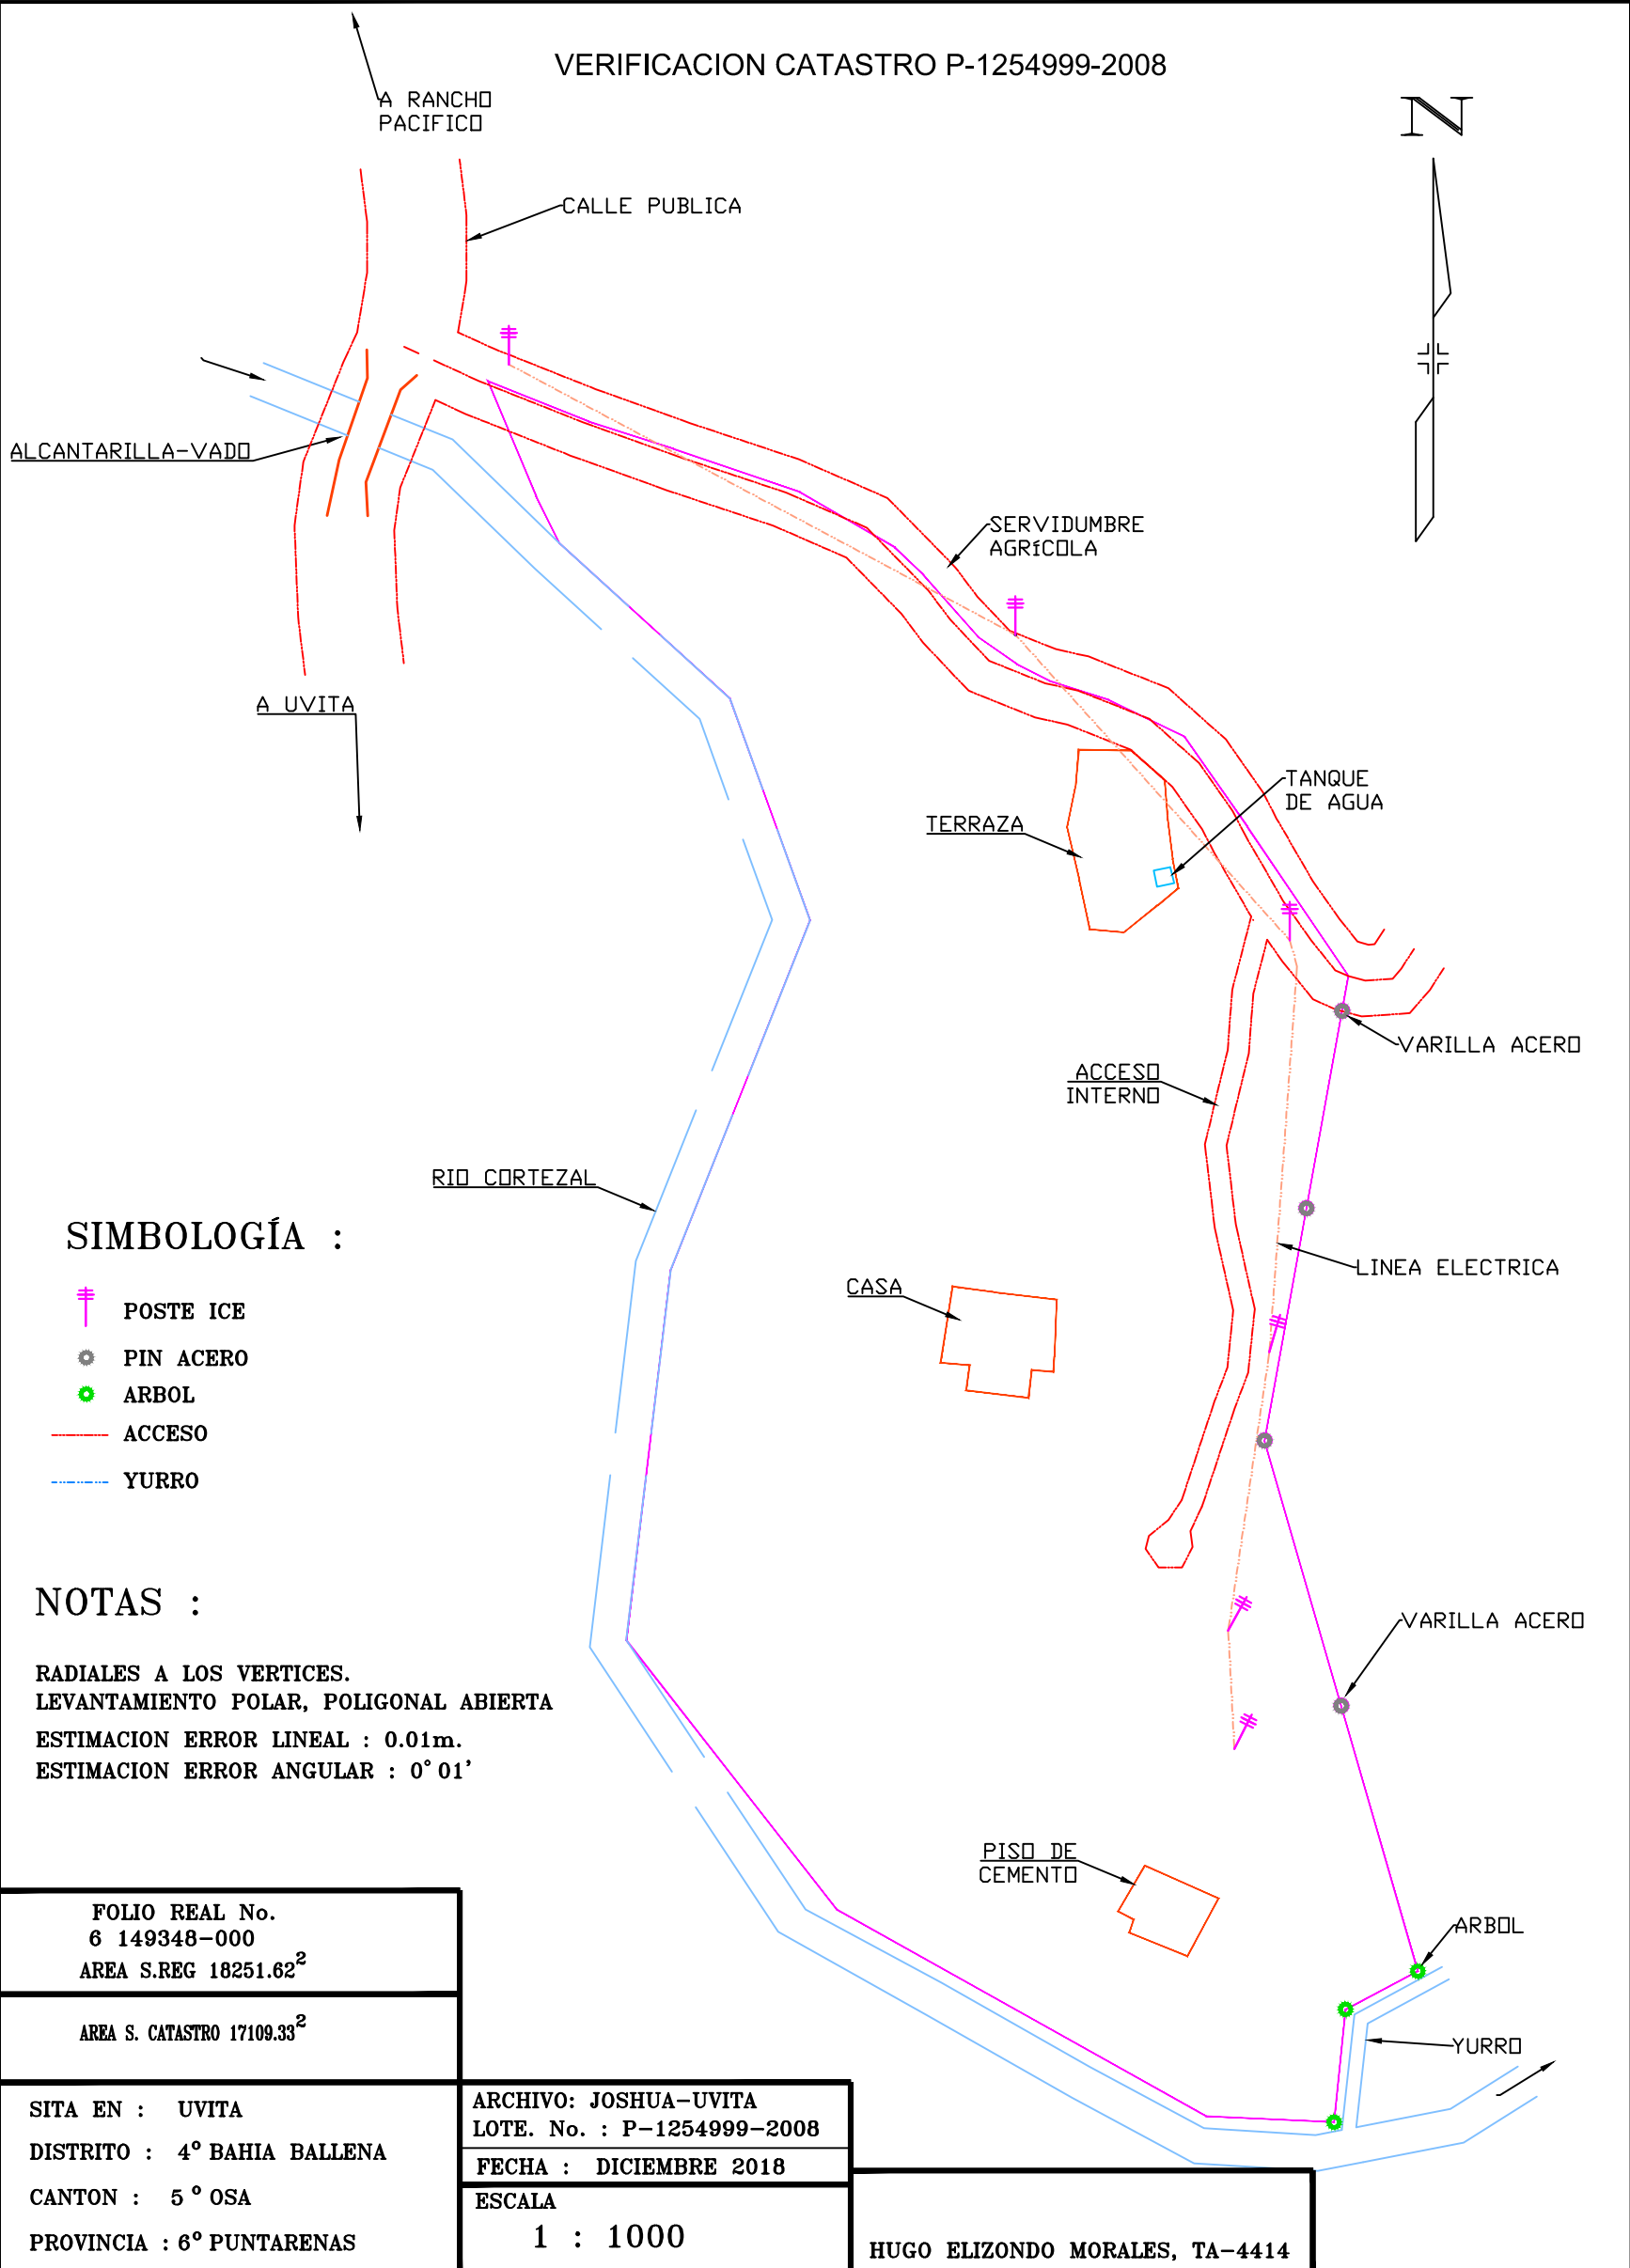 VERIFICACION CATASTRO P-1254999-2008
N
A RANCHO
PACIFICO
CALLE PUBLICA
ALCANTARILLA-VADO
SERVIDUMBRE
AGRíCOLA
A UVITA
TANQUE
DE AGUA
TERRAZA
VARILLA ACERO
ACCESO
INTERNO
RIO CORTEZAL
LINEA ELECTRICA
CASA
SIMBOLOGÍA :
POSTE ICE
PIN ACERO
ARBOL
ACCESO
YURRO
NOTAS :
RADIALES A LOS VERTICES.
LEVANTAMIENTO POLAR, POLIGONAL ABIERTA
ESTIMACION ERROR LINEAL : 0.01m.
ESTIMACION ERROR ANGULAR : 0°01'
VARILLA ACERO
PISO DE
CEMENTO
ARBOL
YURRO
FOLIO REAL No.
6 149348-000
AREA S.REG 18251.62²
AREA S. CATASTRO 17109.33²
SITA EN : UVITA
DISTRITO : 4° BAHIA BALLENA
CANTON : 5 ° OSA
PROVINCIA : 6° PUNTARENAS
ARCHIVO: JOSHUA-UVITA
LOTE. No. : P-1254999-2008
FECHA : DICIEMBRE 2018
ESCALA
1 : 1000
HUGO ELIZONDO MORALES, TA-4414